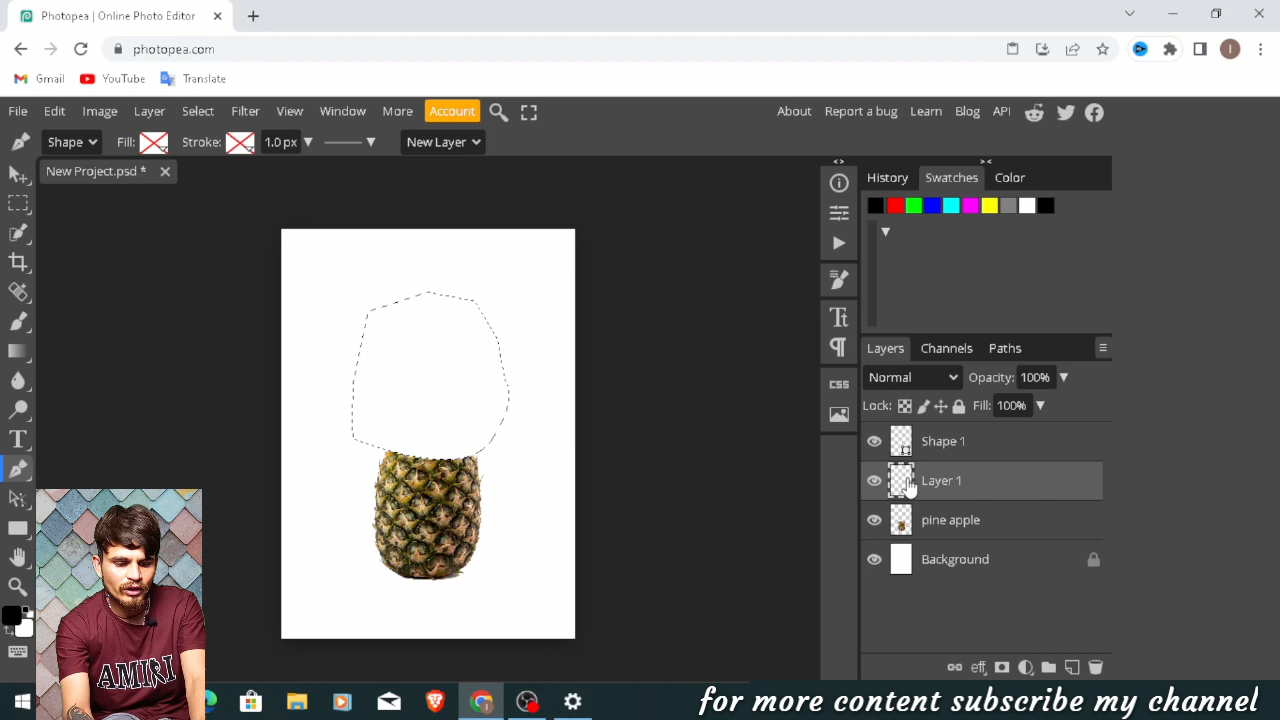 Photopea | Online Photo Editor
photopea.com
Gmail YouTube Translate
File Edit Image Layer Select Filter View Window More Account About Report a bug Learn Blog API
Shape Fill: Stroke: 1.0 px New Layer
New Project.psd *
History Swatches Color
Layers Channels Paths
Normal Opacity: 100%
Lock: Fill: 100%
Shape 1
Layer 1
pine apple
Background
CSS
eff
AMIRI
for more content subscribe my channel